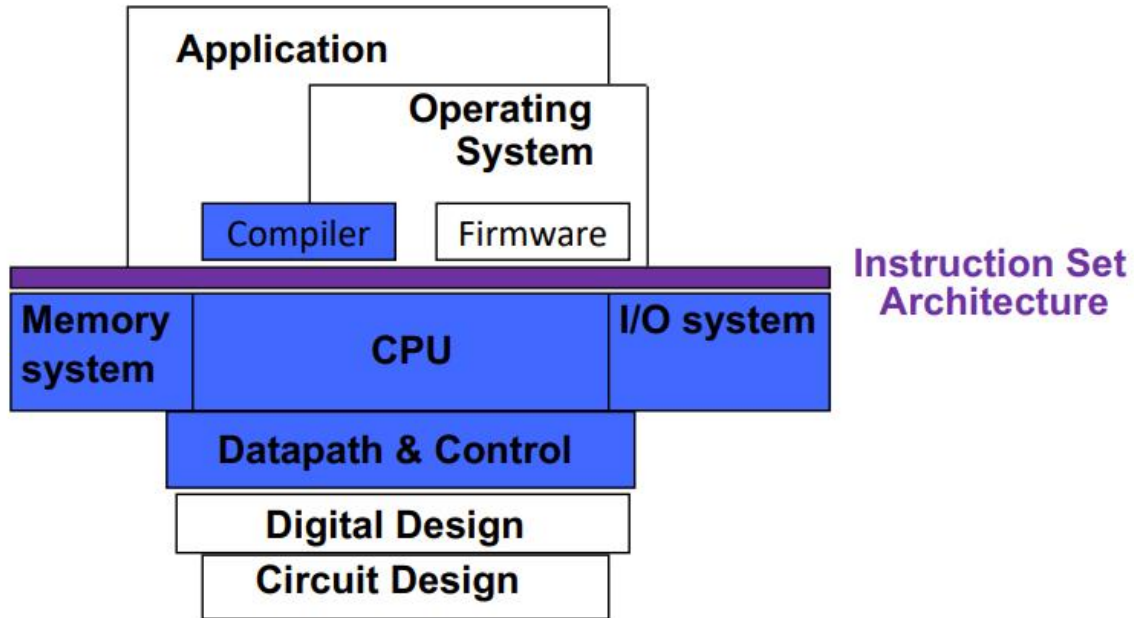 Application
Operating
System
Compiler
Firmware
Instruction Set
Architecture
Memory
system
CPU
I/O system
Datapath & Control
Digital Design
Circuit Design